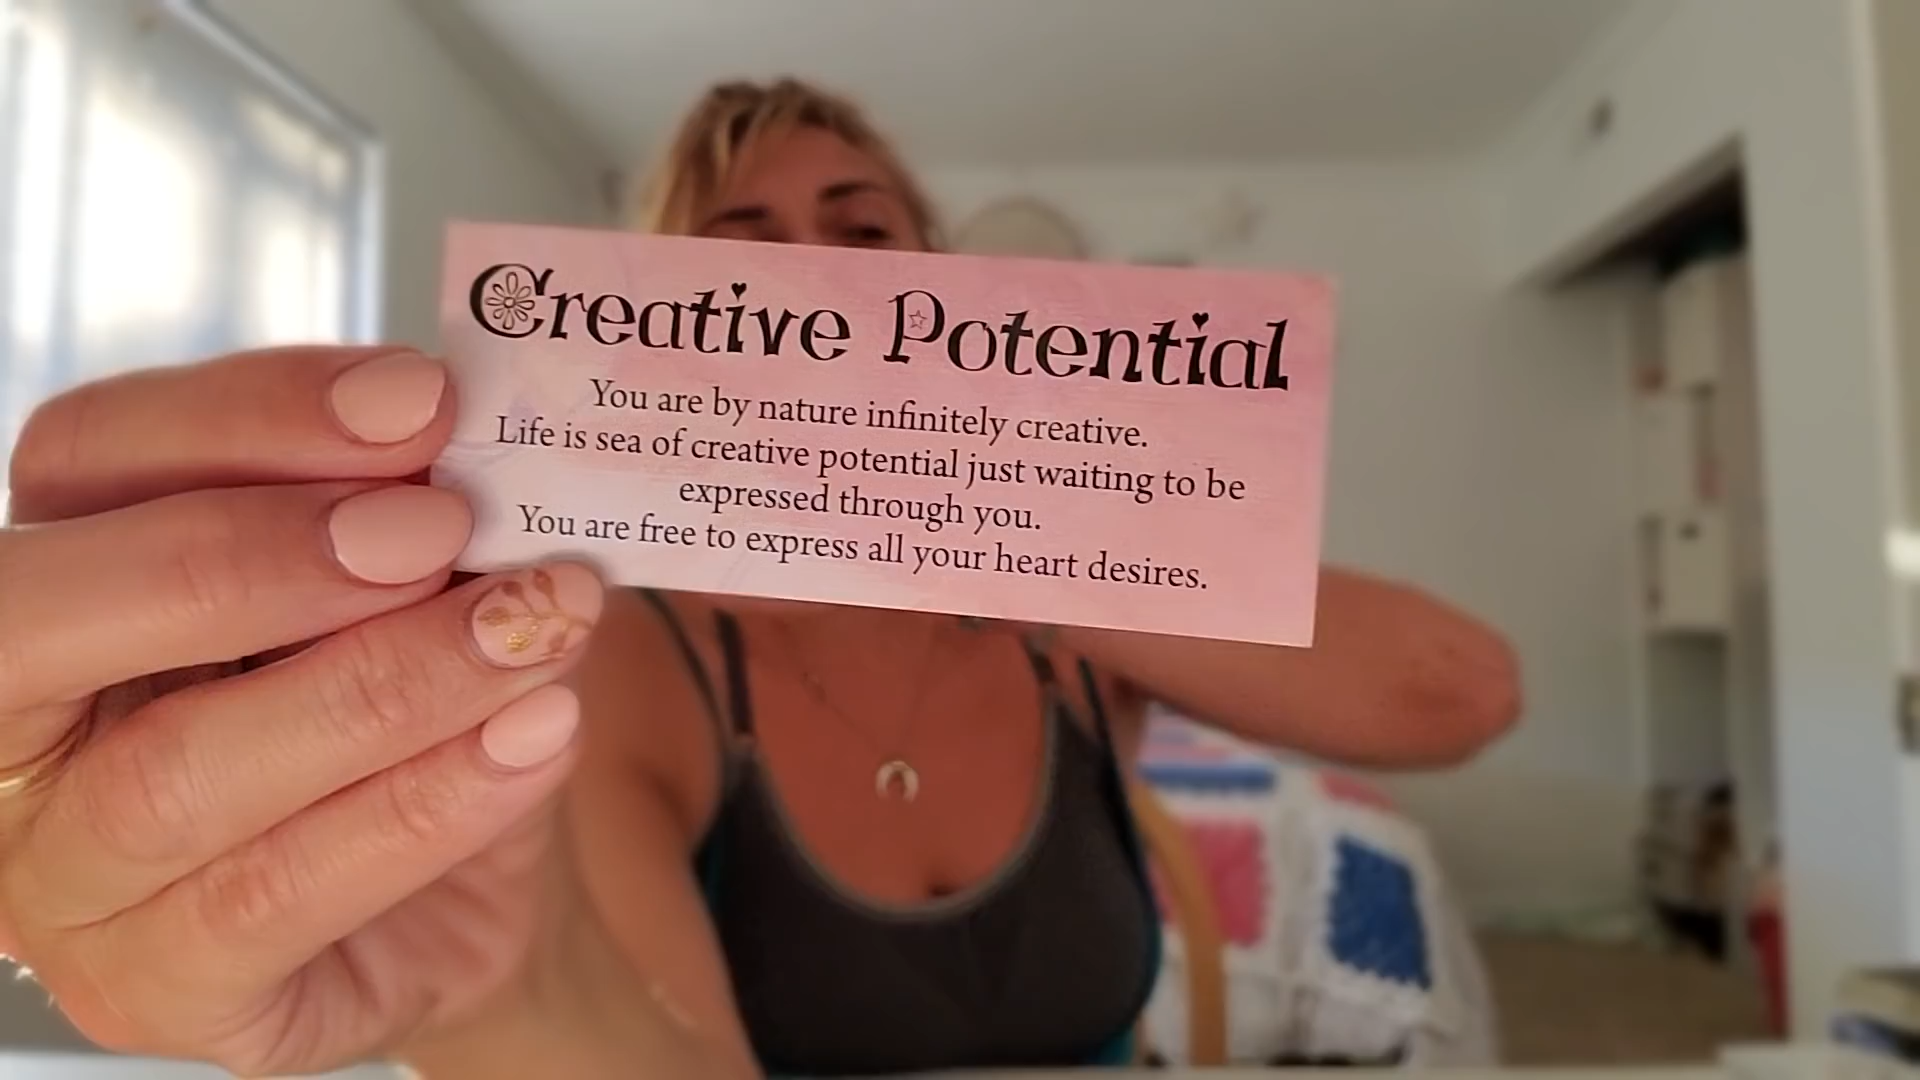 Creative Potential
You are by nature infinitely creative.
Life is sea of creative potential just waiting to be
expressed through you.
You are free to express all your heart desires.